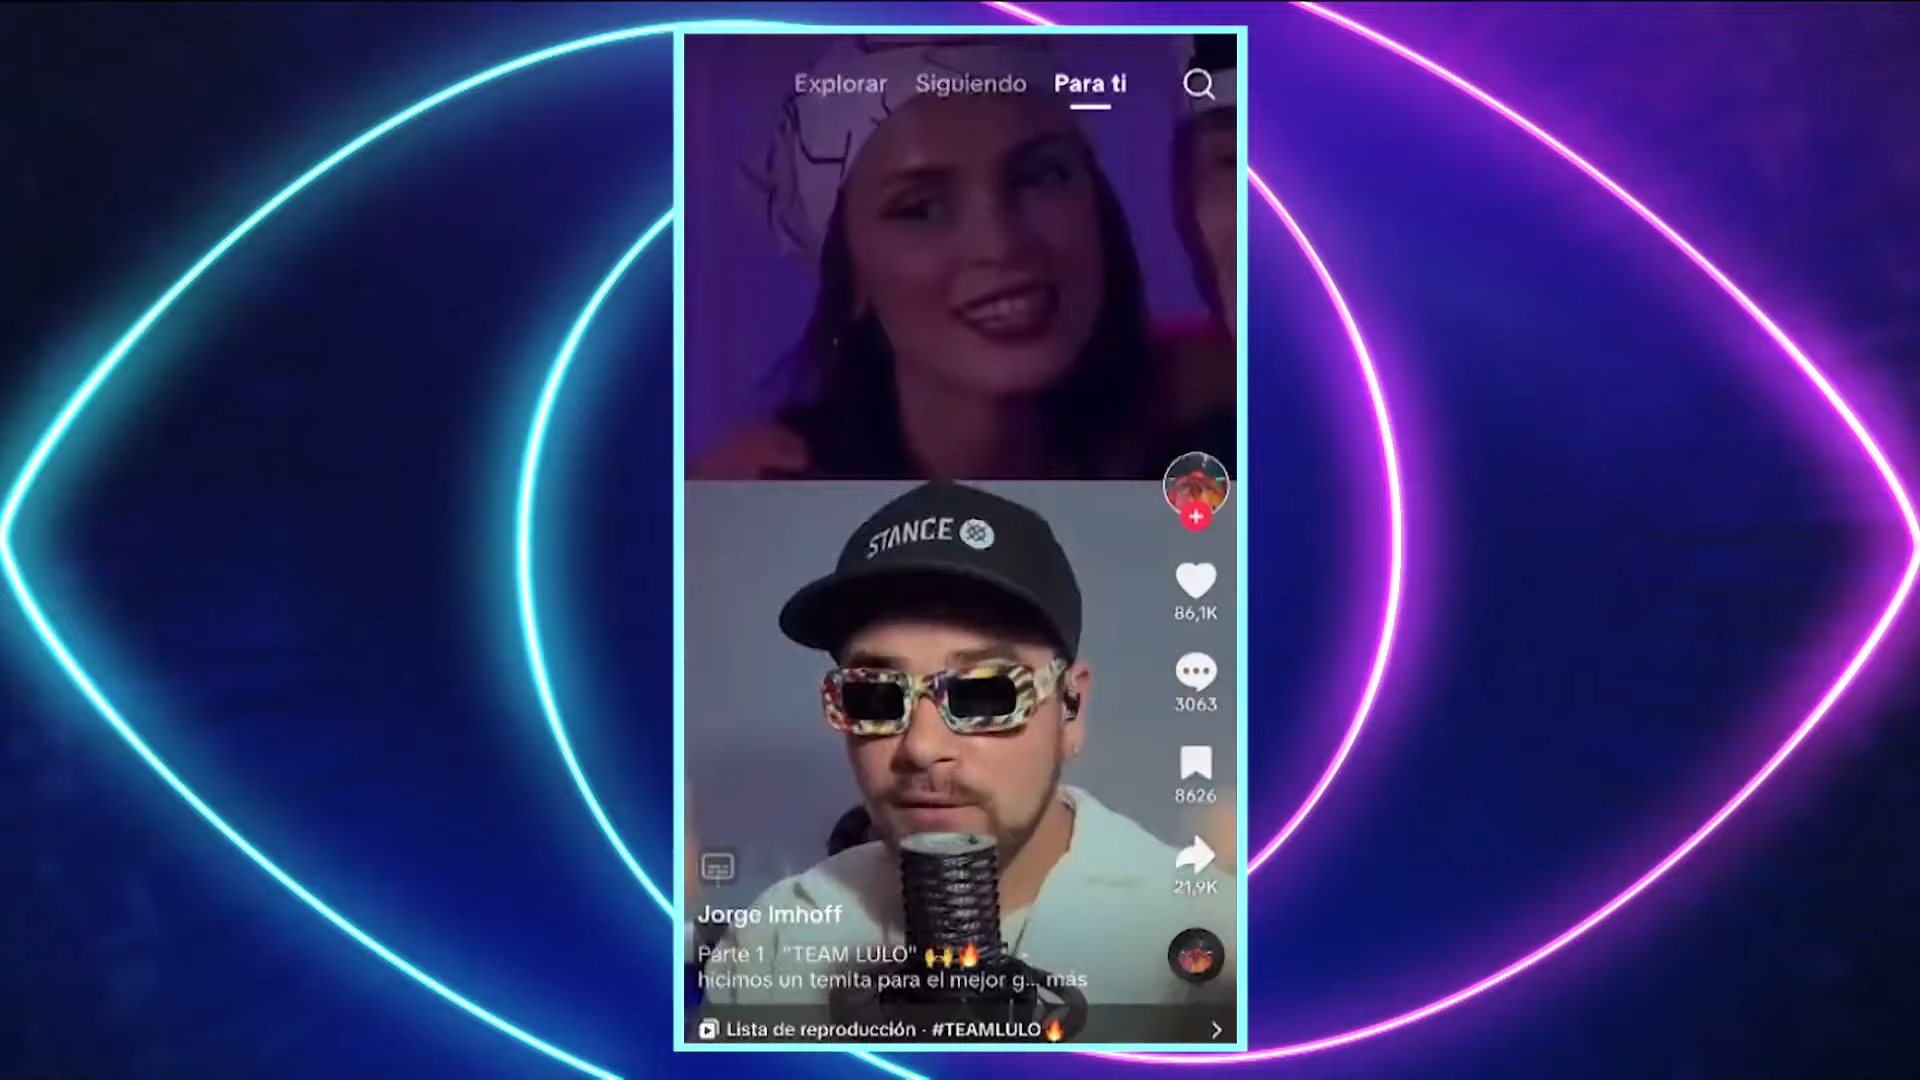 Explorar Siguiendo Para ti
STANCE
86,1K
3063
8626
21,9K
Jorge Imhoff
Parte 1 "TEAM LULO" 🙌🔥
hicimos un temita para el mejor g... más
Lista de reproducción · #TEAMLULO🔥